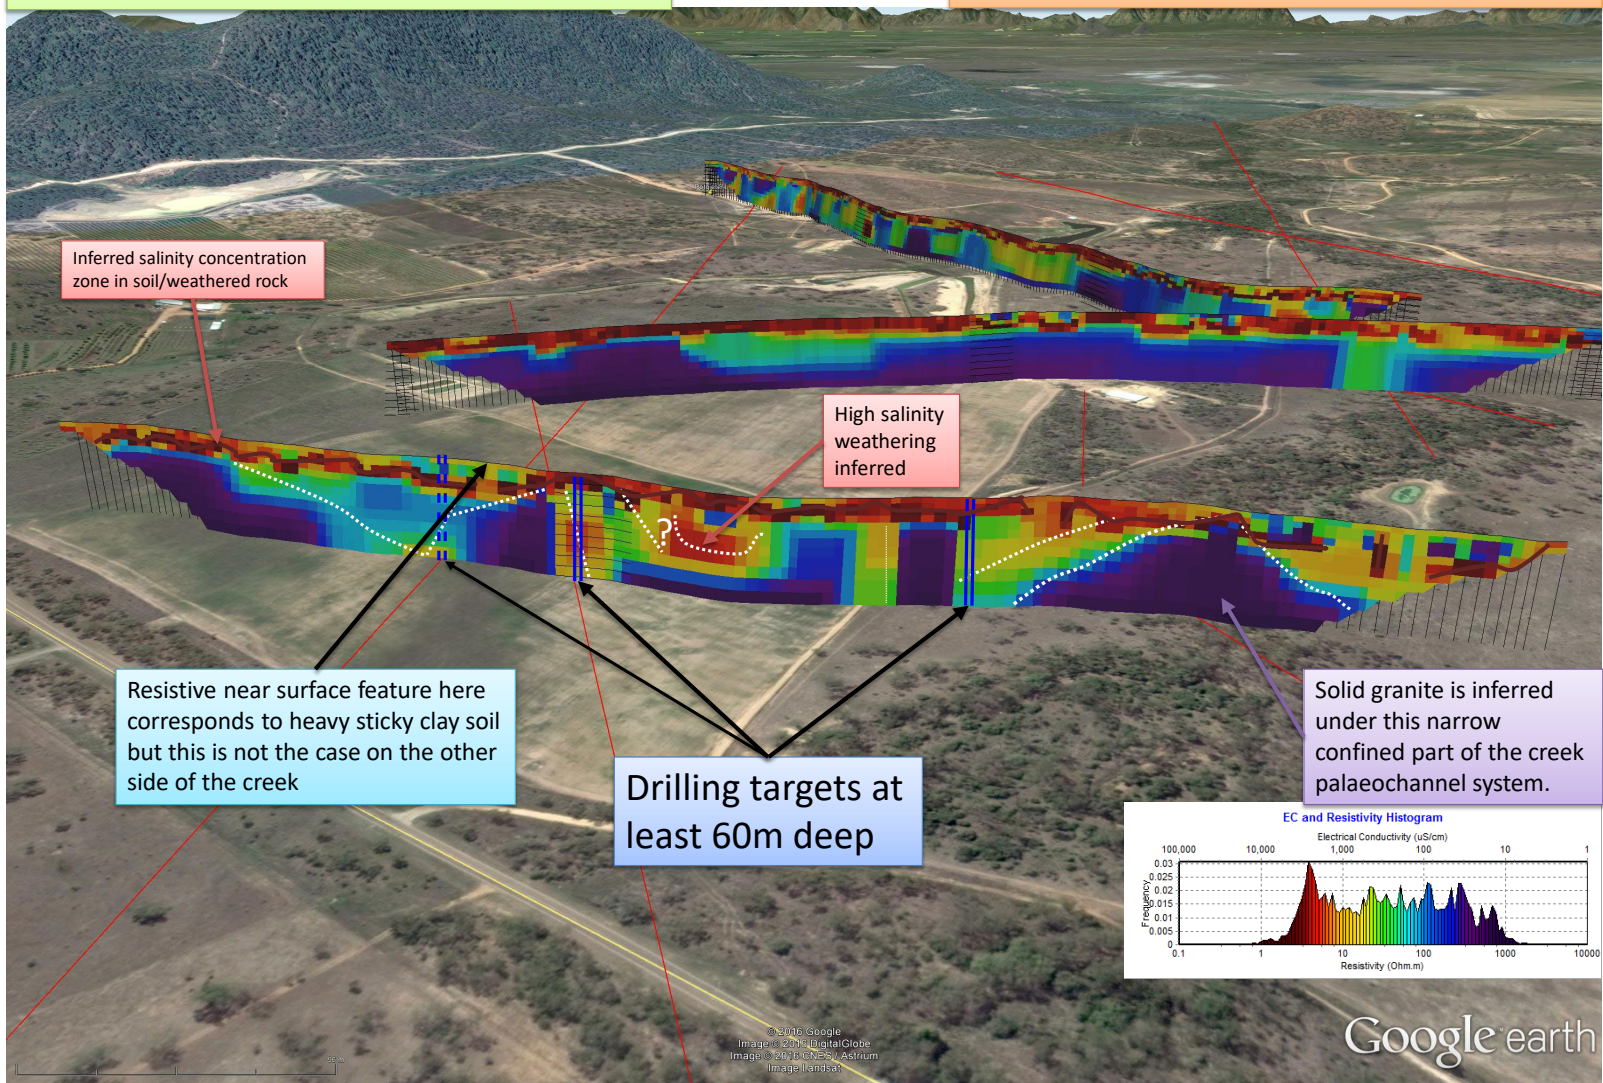 Inferred salinity concentration
zone in soil/weathered rock
High salinity
weathering
inferred
?
Resistive near surface feature here
corresponds to heavy sticky clay soil
but this is not the case on the other
side of the creek
Drilling targets at
least 60m deep
Solid granite is inferred
under this narrow
confined part of the creek
palaeochannel system.
EC and Resistivity Histogram
Electrical Conductivity (uS/cm)
100,000 10,000 1,000 100 10 1
Frequency
0.03
0.025
0.02
0.015
0.01
0.005
0
0.1 1 10 100 1000 10000
Resistivity (Ohm.m)
© 2016 Google
Image © 2016 DigitalGlobe
Image © 2016 CNES / Astrium
Image Landsat
Google earth